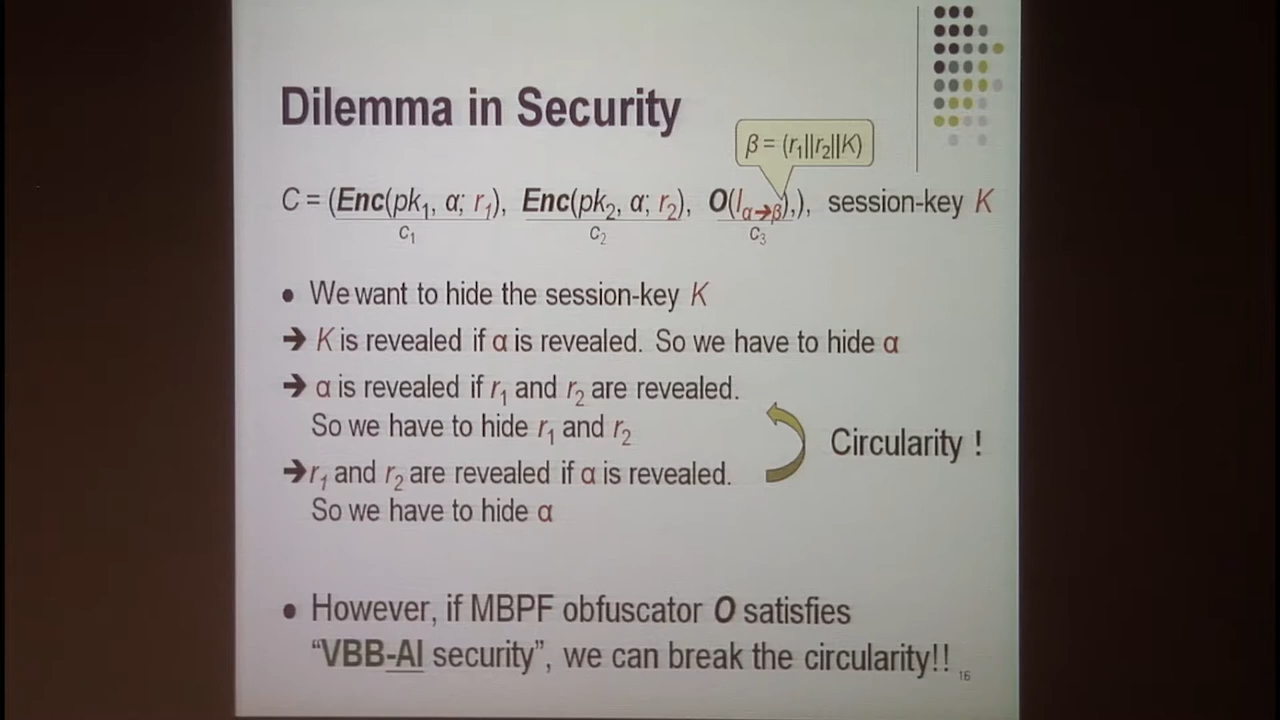 Dilemma in Security
β = (r₁||r₂||K)
C = (Enc(pk₁, α; r₁), Enc(pk₂, α; r₂), O(I α➔β),), session-key K
c₁ c₂ c₃
• We want to hide the session-key K
➔ K is revealed if α is revealed. So we have to hide α
➔ α is revealed if r₁ and r₂ are revealed.
So we have to hide r₁ and r₂
Circularity !
➔ r₁ and r₂ are revealed if α is revealed.
So we have to hide α
• However, if MBPF obfuscator O satisfies
“VBB-AI security”, we can break the circularity!!
16